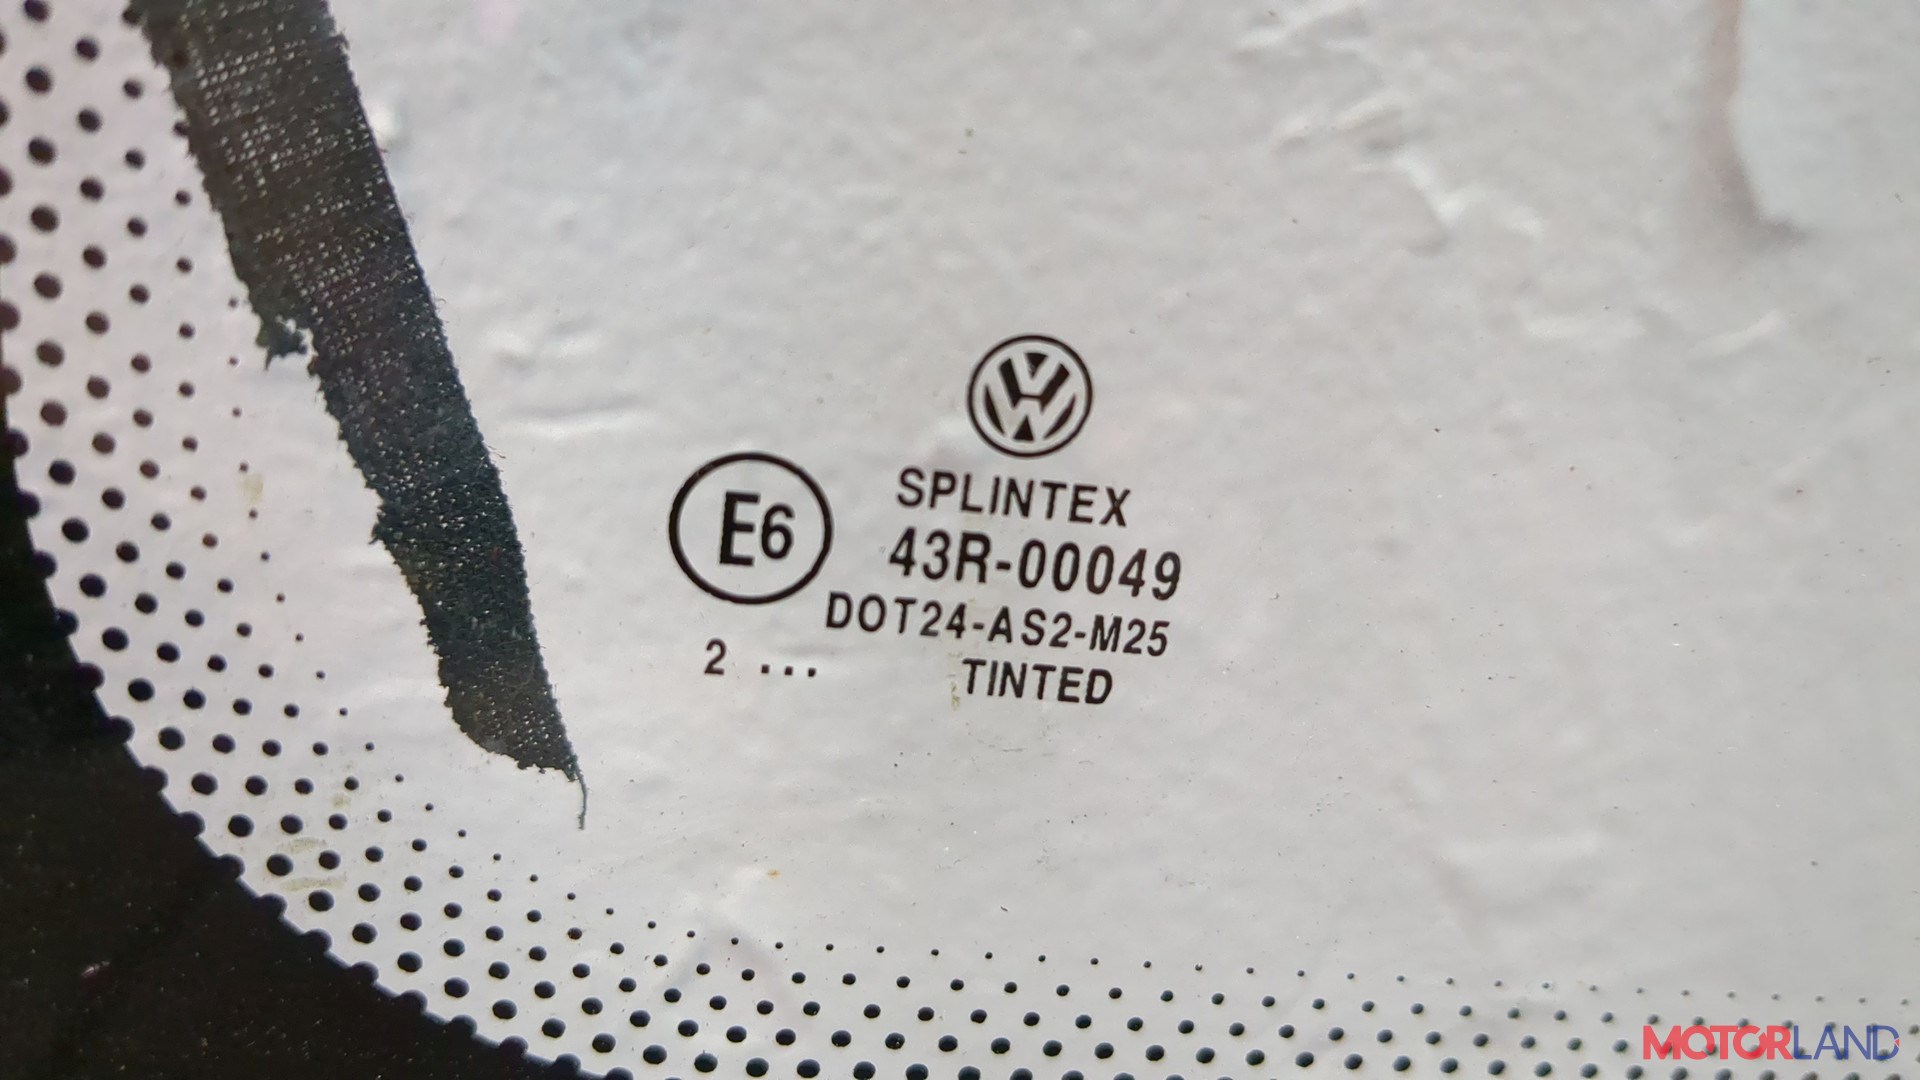 SPLINTEX
E6
43R-00049
DOT24-AS2-M25
2 ...
TINTED
MOTORLAND